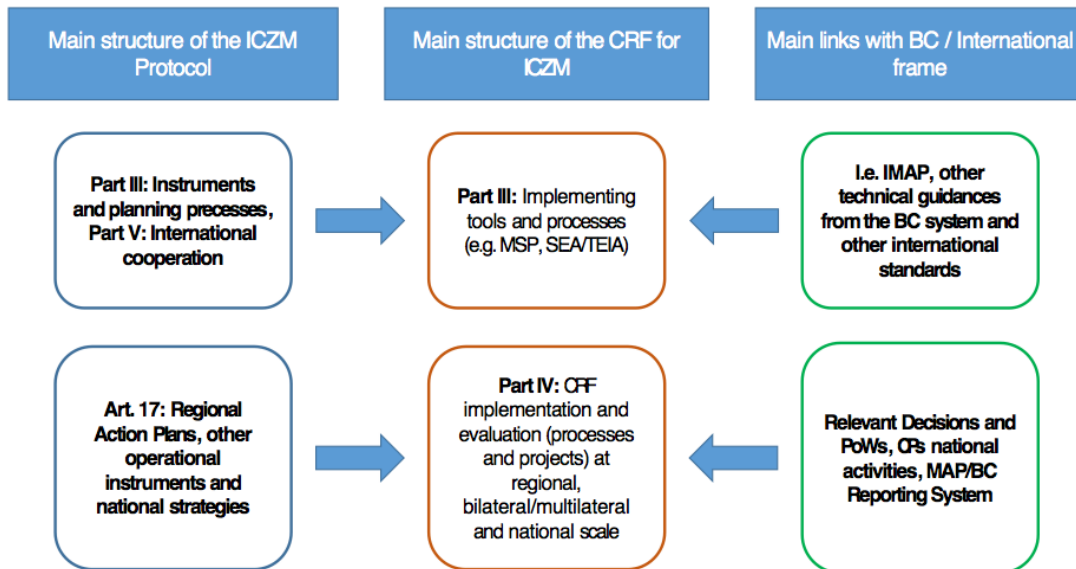 Main structure of the ICZM
Protocol
Main structure of the CRF for
ICZM
Main links with BC / International
frame
Part III: Instruments
and planning precesses,
Part V: International
cooperation
Part III: Implementing
tools and processes
(e.g. MSP, SEA/TEIA)
I.e. IMAP, other
technical guidances
from the BC system and
other international
standards
Art. 17: Regional
Action Plans, other
operational
instruments and
national strategies
Part IV: CRF
implementation and
evaluation (processes
and projects) at
regional,
bilateral/multilateral
and national scale
Relevant Decisions and
PoWs, CPs national
activities, MAP/BC
Reporting System